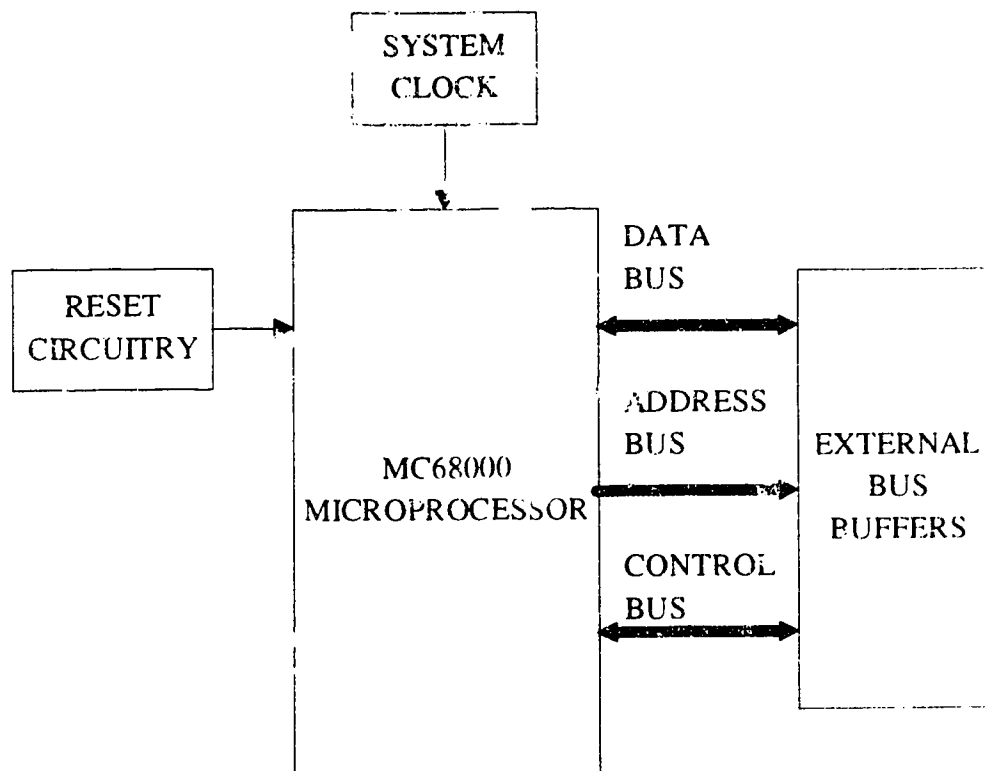 SYSTEM
CLOCK
RESET
CIRCUITRY
MC68000
MICROPROCESSOR
DATA
BUS
ADDRESS
BUS
CONTROL
BUS
EXTERNAL
BUS
BUFFERS